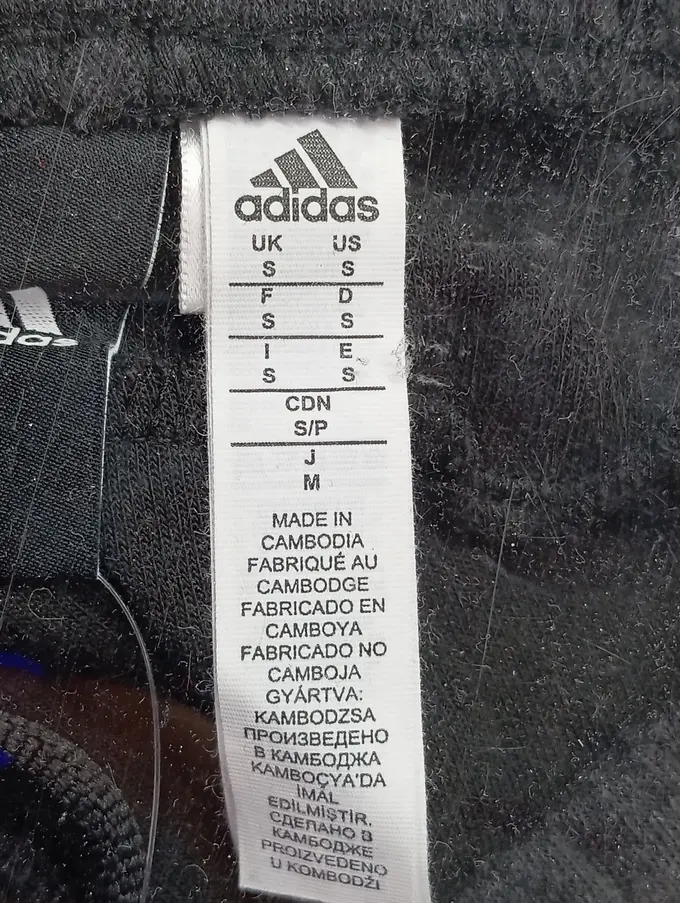 adidas
UK US
S S
F D
S S
I E
S S
CDN
S/P
J
M
MADE IN
CAMBODIA
FABRIQUÉ AU
CAMBODGE
FABRICADO EN
CAMBOYA
FABRICADO NO
CAMBOJA
GYÁRTVA:
KAMBODZSA
ПРОИЗВЕДЕНО
В КАМБОДЖА
KAMBOÇYA'DA
İMAL
EDİLMİŞTİR.
СДЕЛАНО В
КАМБОДЖЕ
PROIZVEDENO
U KOMBODŽI